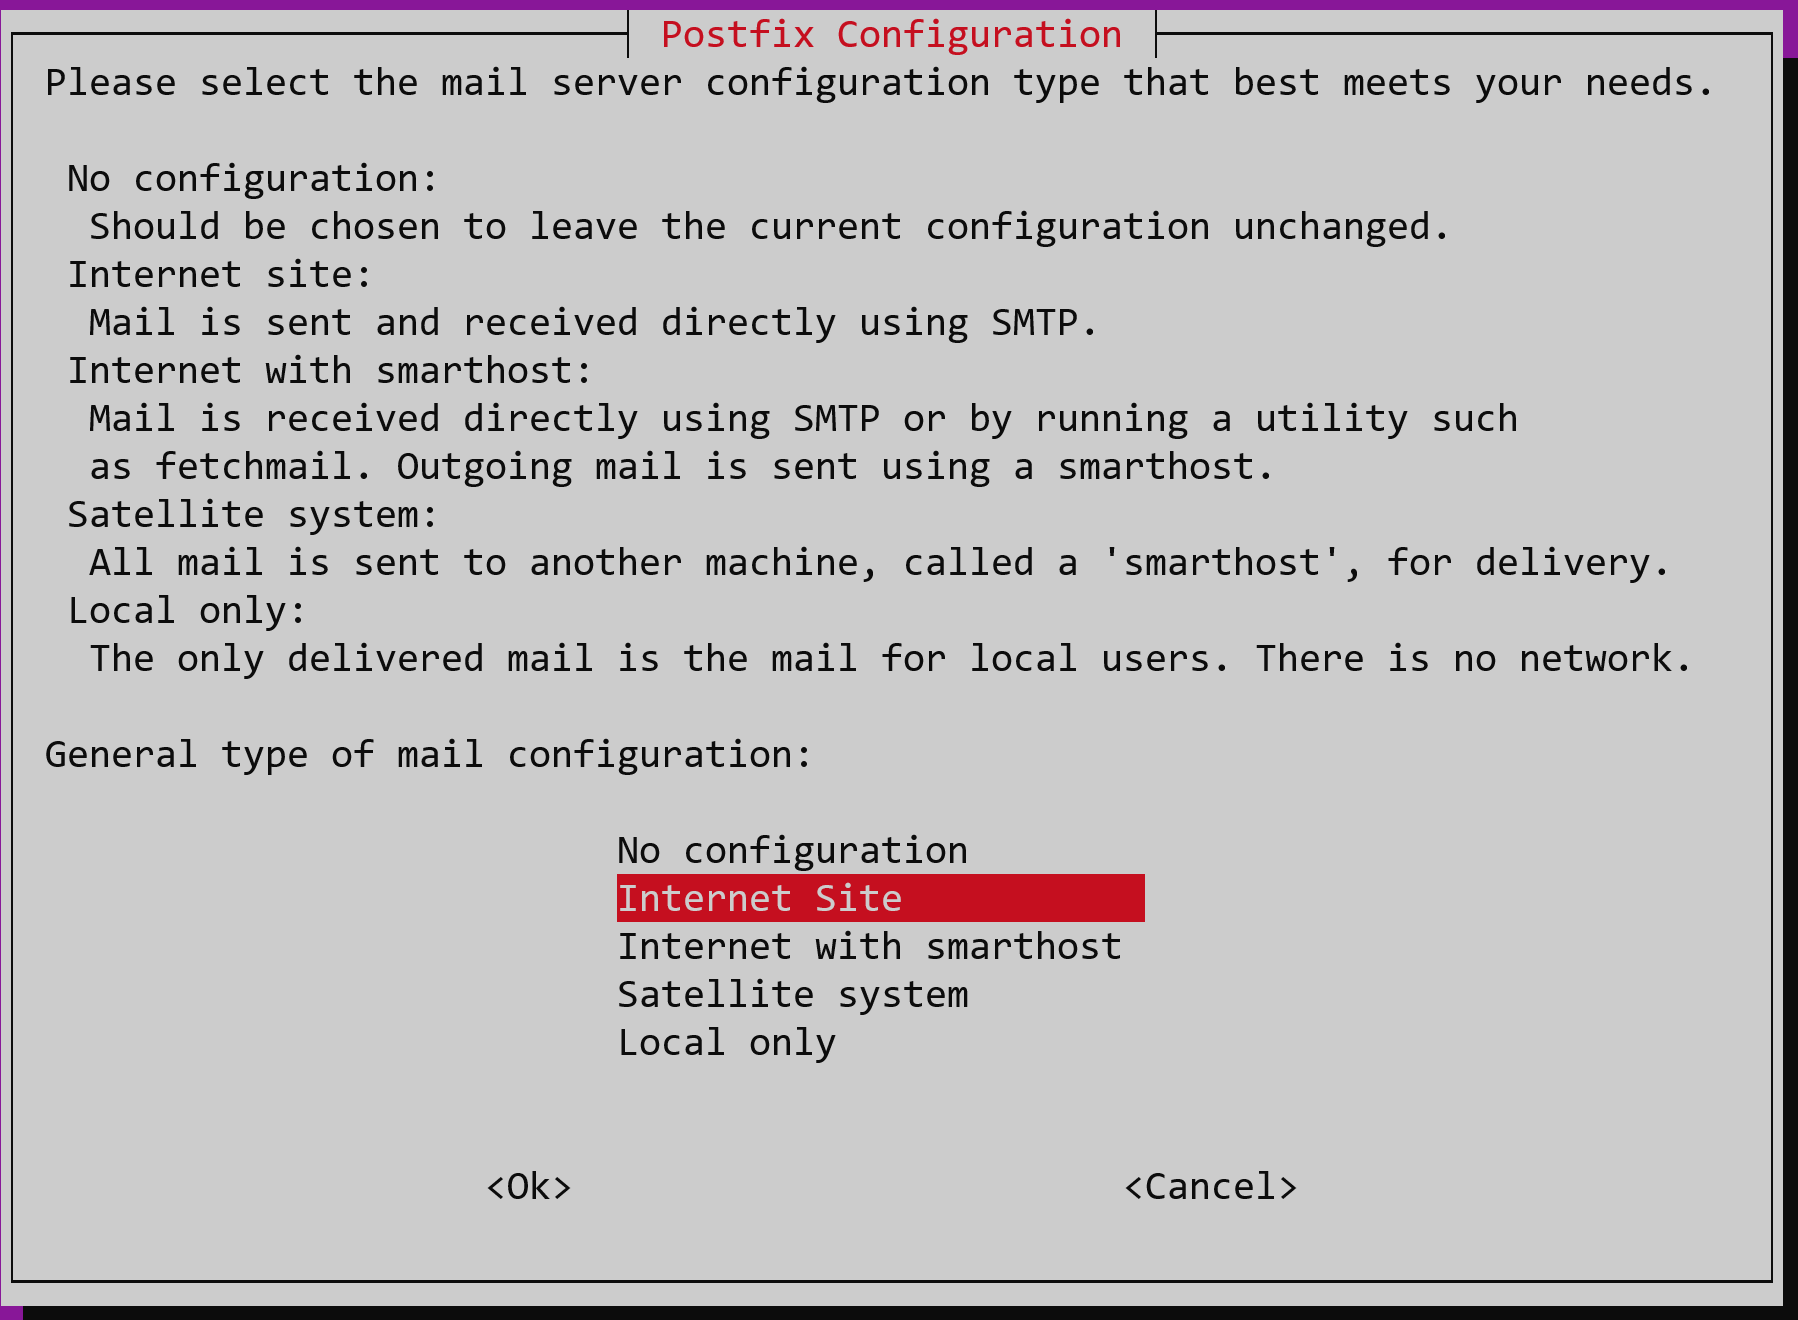 Postfix Configuration
Please select the mail server configuration type that best meets your needs.
No configuration:
Should be chosen to leave the current configuration unchanged.
Internet site:
Mail is sent and received directly using SMTP.
Internet with smarthost:
Mail is received directly using SMTP or by running a utility such
as fetchmail. Outgoing mail is sent using a smarthost.
Satellite system:
All mail is sent to another machine, called a 'smarthost', for delivery.
Local only:
The only delivered mail is the mail for local users. There is no network.
General type of mail configuration:
No configuration
Internet Site
Internet with smarthost
Satellite system
Local only
<Ok> <Cancel>